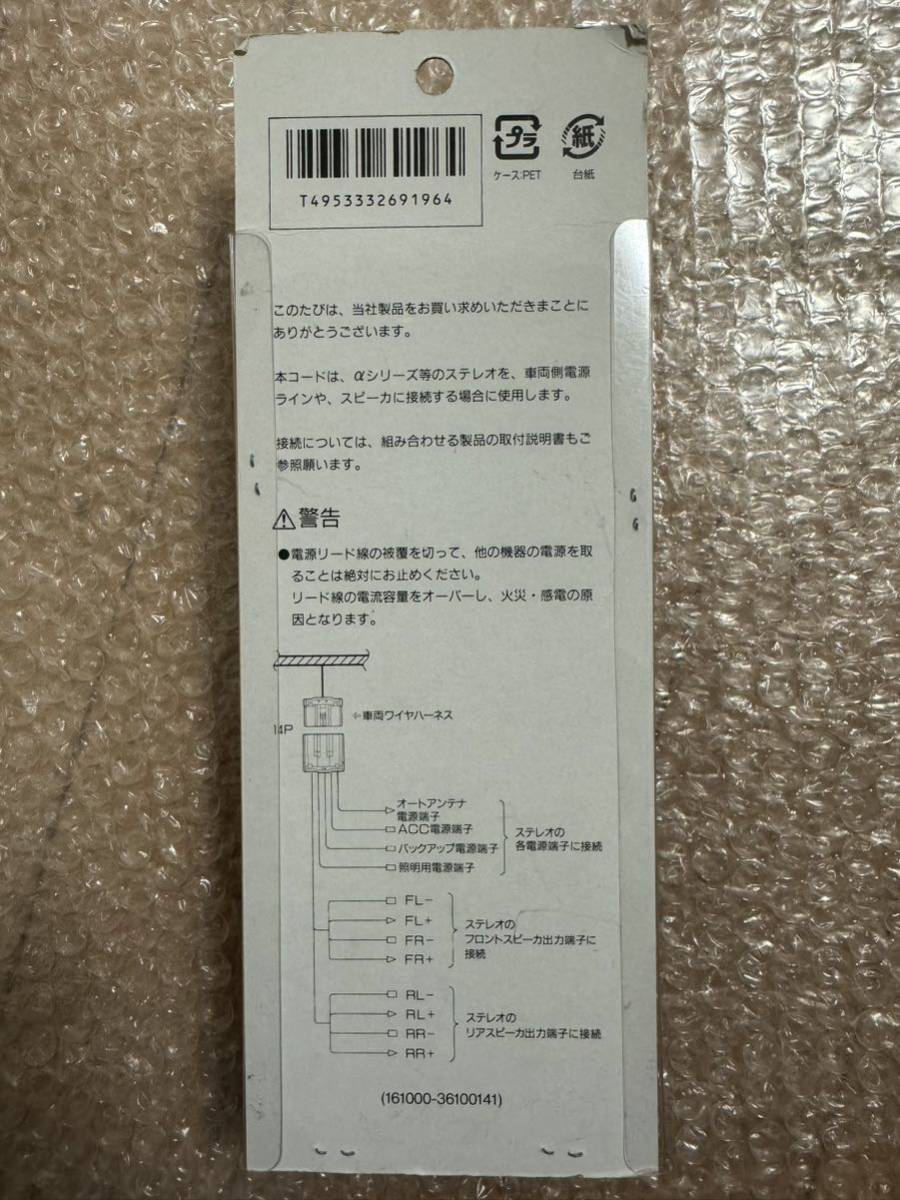 T4953332691964
プラ
ケース:PET
紙
台紙
このたびは、当社製品をお買い求めいただきまことに
ありがとうございます。
本コードは、αシリーズ等のステレオを、車両側電源
ラインや、スピーカに接続する場合に使用します。
接続については、組み合わせる製品の取付説明書もご
参照願います。
警告
●電源リード線の被覆を切って、他の機器の電源を取
ることは絶対にお止めください。
リード線の電流容量をオーバーし、火災・感電の原
因となります。
←車両ワイヤハーネス
14P
オートアンテナ
電源端子
ACC電源端子
バックアップ電源端子
照明用電源端子
ステレオの
各電源端子に接続
FL-
FL+
FR-
FR+
ステレオの
フロントスピーカ出力端子に
接続
RL-
RL+
RR-
RR+
ステレオの
リアスピーカ出力端子に接続
(161000-36100141)